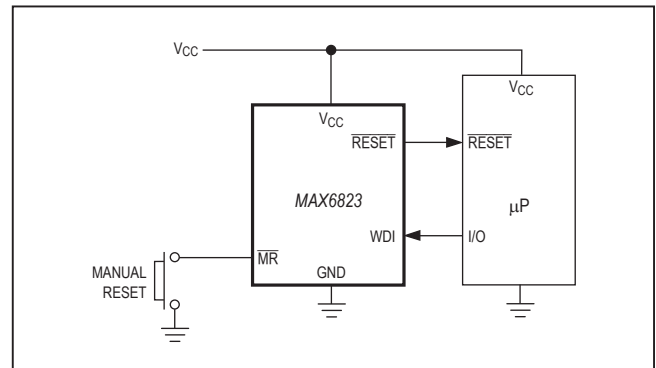 VCC
VCC
VCC
RESET
RESET
MAX6823
μP
WDI
I/O
MR
GND
MANUAL
RESET